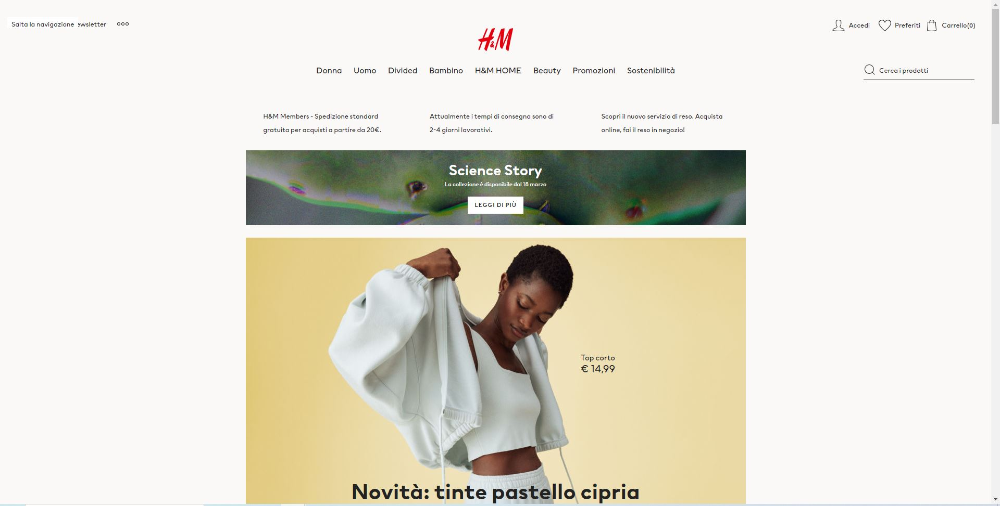 Salta la navigazione
ewsletter
Accedi
Preferiti
Carrello(0)
H&M
Donna
Uomo
Divided
Bambino
H&M HOME
Beauty
Promozioni
Sostenibilità
Cerca i prodotti
H&M Members - Spedizione standard
gratuita per acquisti a partire da 20€.
Attualmente i tempi di consegna sono di
2-4 giorni lavorativi.
Scopri il nuovo servizio di reso. Acquista
online, fai il reso in negozio!
Science Story
La collezione è disponibile dal 18 marzo
LEGGI DI PIÙ
Top corto
€ 14,99
Novità: tinte pastello cipria